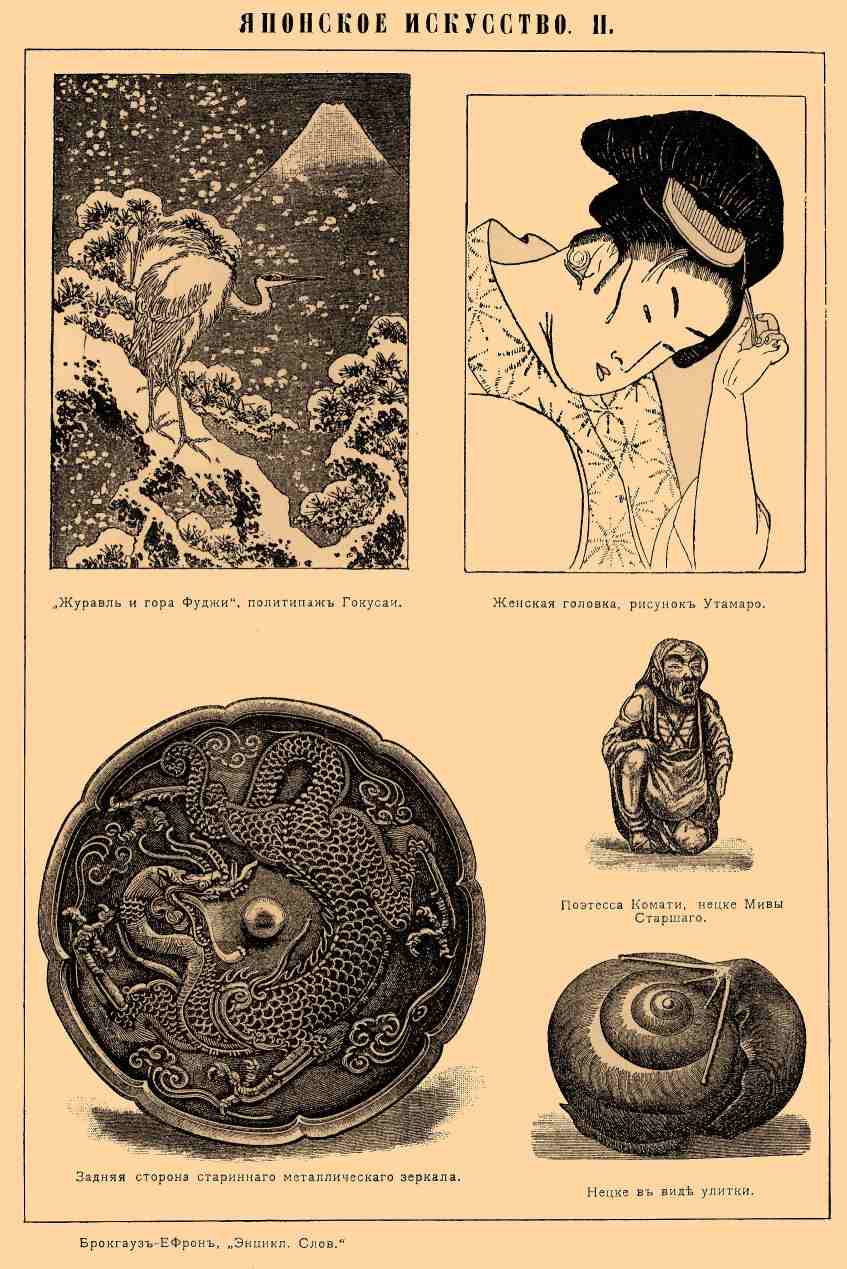 ЯПОНСКОЕ ИСКУССТВО. II.
„Журавль и гора Фуджи“, политипажъ Гокусаи.
Женская головка, рисунокъ Утамаро.
Поэтесса Комати, нецке Мивы
Старшаго.
Задняя сторона стариннаго металлическаго зеркала.
Нецке въ видѣ улитки.
Брокгаузъ-Ефронъ, „Энцикл. Слов.“